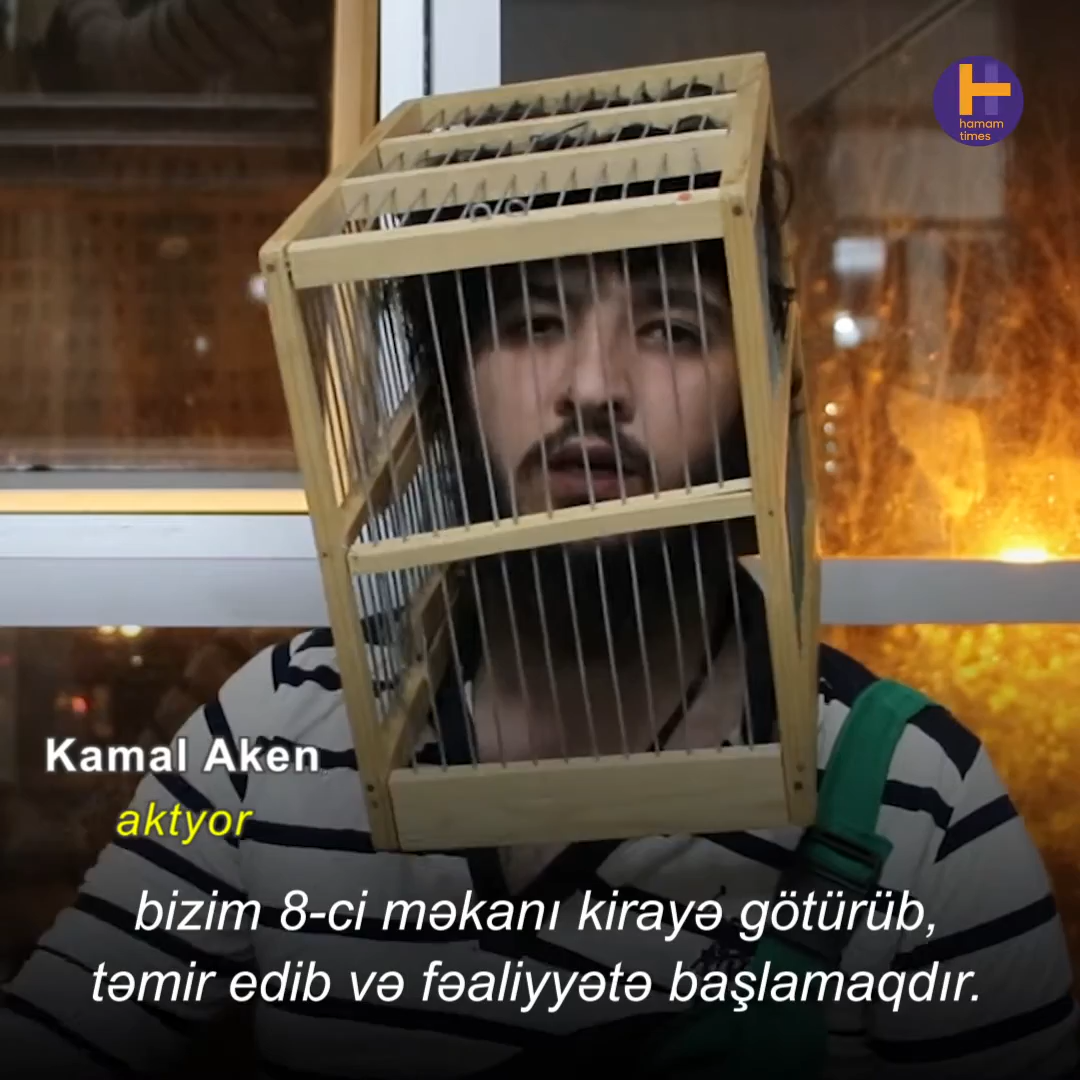 hamam
times
Kamal Aken
aktyor
bizim 8-ci məkanı kirayə götürüb,
təmir edib və fəaliyyətə başlamaqdır.